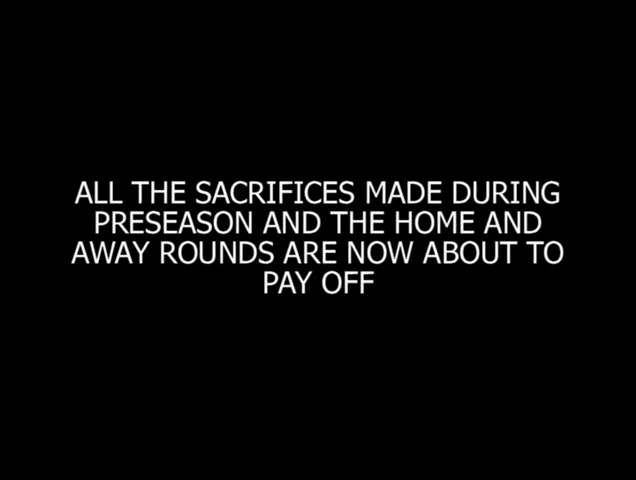 ALL THE SACRIFICES MADE DURING
PRESEASON AND THE HOME AND
AWAY ROUNDS ARE NOW ABOUT TO
PAY OFF